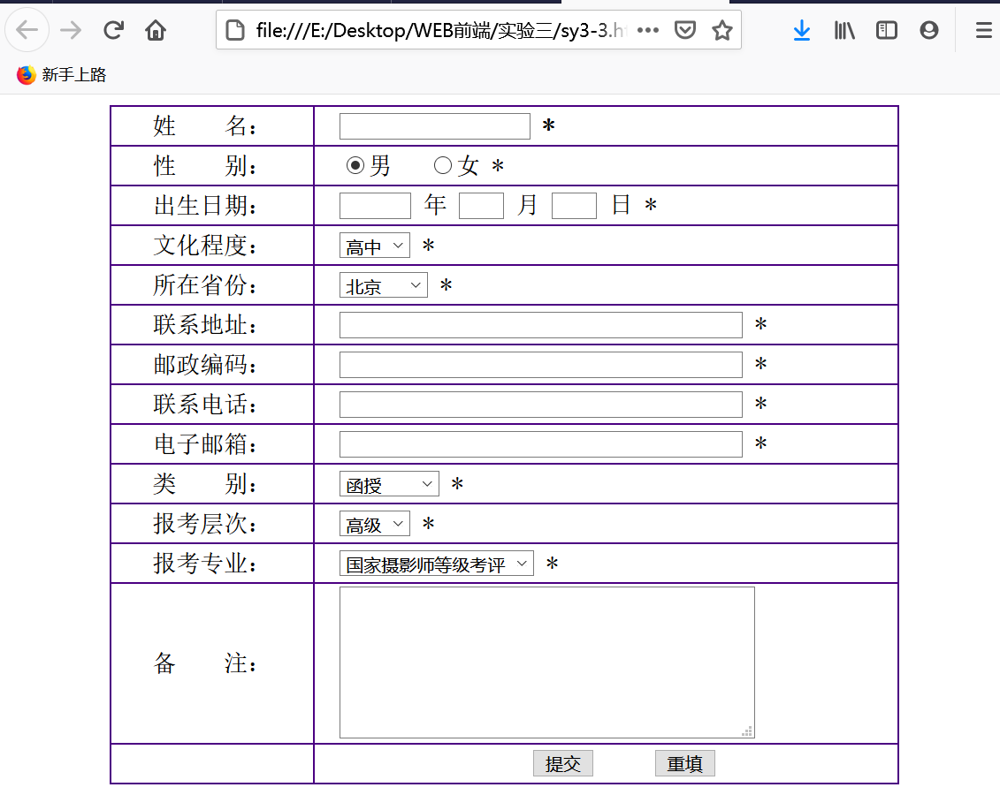 file:///E:/Desktop/WEB前端/实验三/sy3-3.h
新手上路
姓 名： *
性 别： 男 女 *
出生日期： 年 月 日 *
文化程度： 高中 *
所在省份： 北京 *
联系地址： *
邮政编码： *
联系电话： *
电子邮箱： *
类 别： 函授 *
报考层次： 高级 *
报考专业： 国家摄影师等级考评 *
备 注：
提交 重填